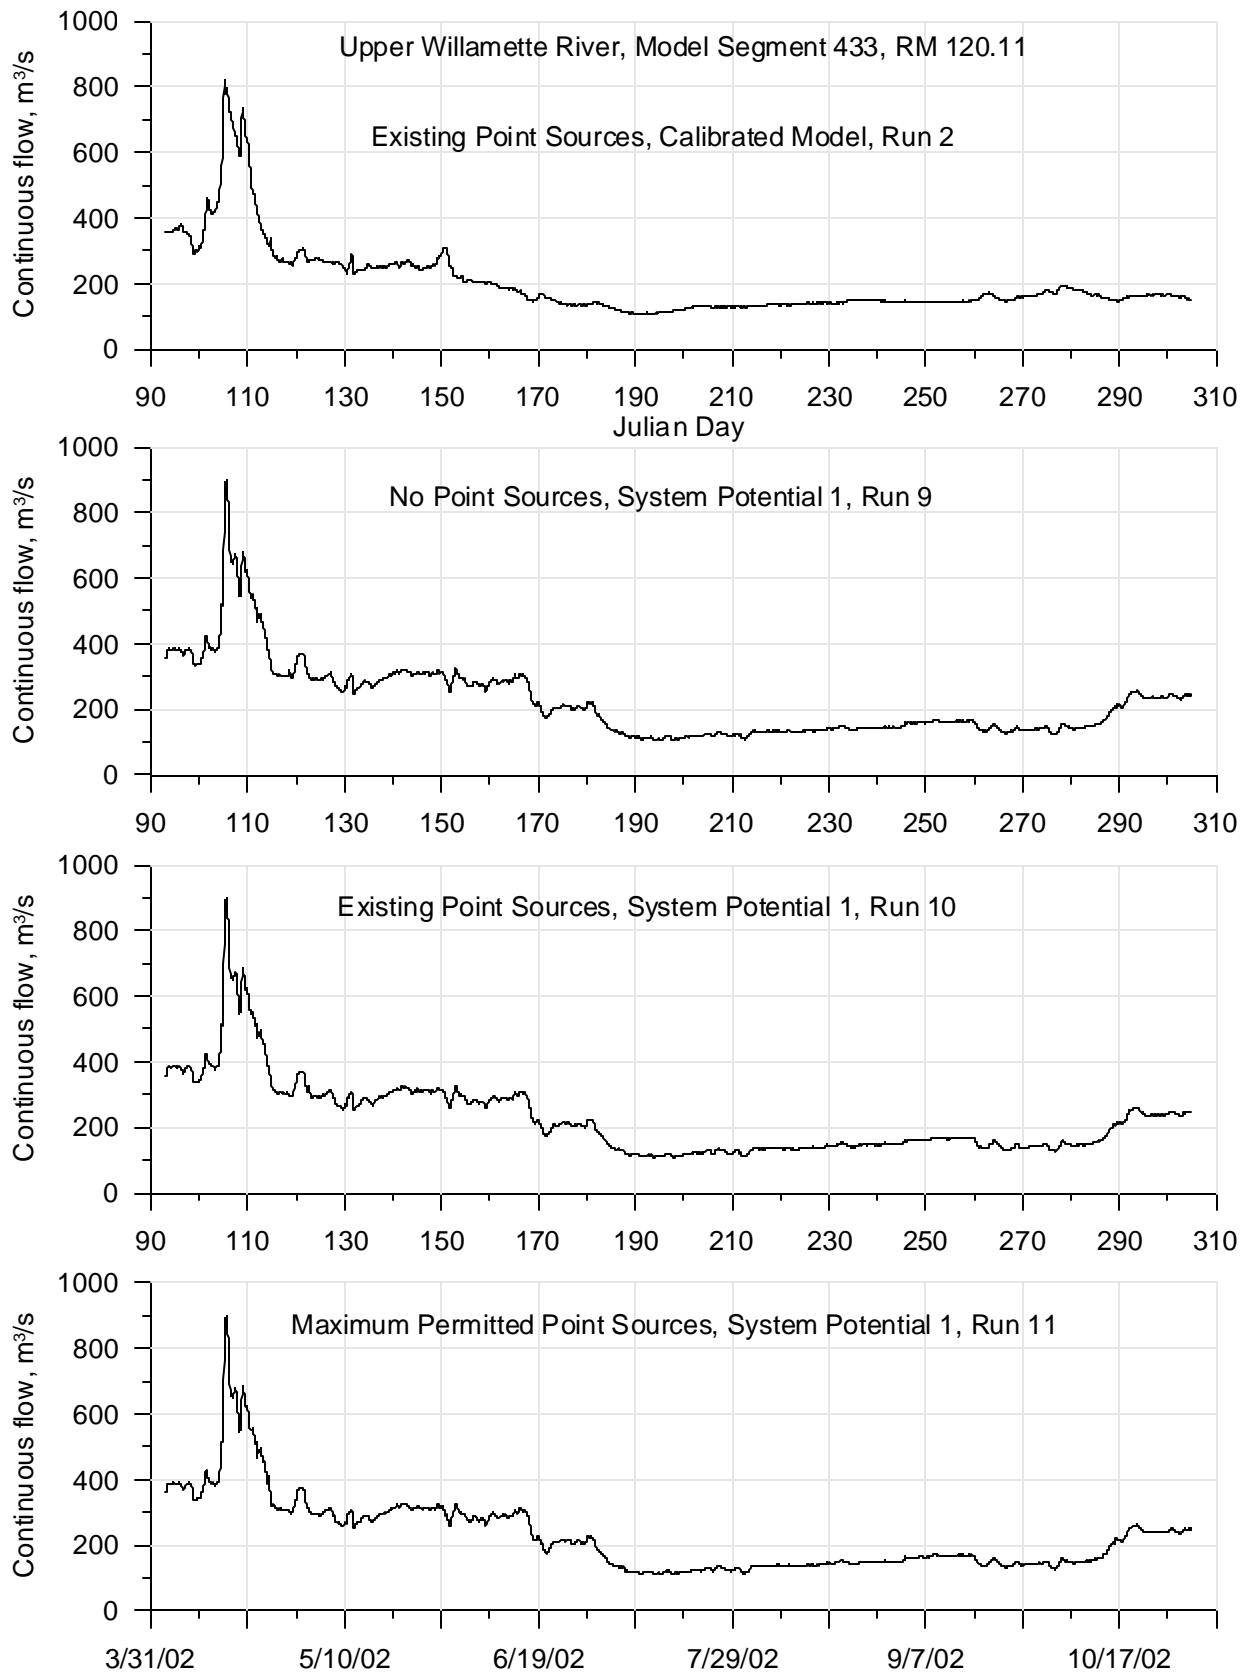 1000
Upper Willamette River, Model Segment 433, RM 120.11
800
Existing Point Sources, Calibrated Model, Run 2
600
400
200
0
Continuous flow, m³/s
90 110 130 150 170 190 210 230 250 270 290 310
Julian Day
1000
No Point Sources, System Potential 1, Run 9
800
600
400
200
0
Continuous flow, m³/s
90 110 130 150 170 190 210 230 250 270 290 310
1000
Existing Point Sources, System Potential 1, Run 10
800
600
400
200
0
Continuous flow, m³/s
90 110 130 150 170 190 210 230 250 270 290 310
1000
Maximum Permitted Point Sources, System Potential 1, Run 11
800
600
400
200
0
Continuous flow, m³/s
3/31/02 5/10/02 6/19/02 7/29/02 9/7/02 10/17/02